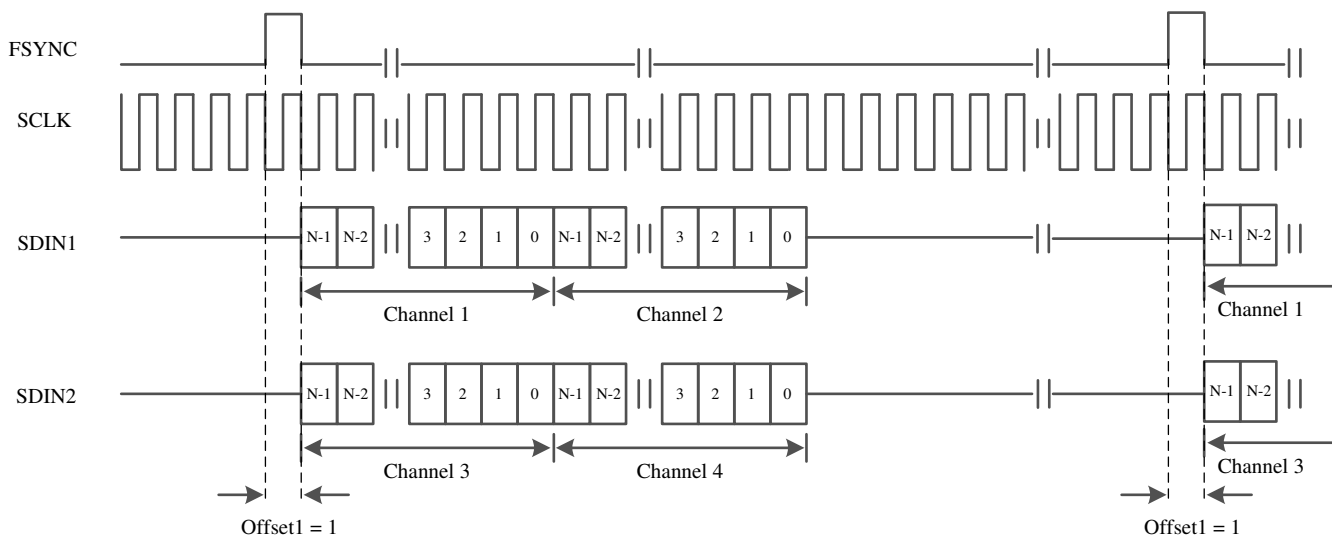 FSYNC
SCLK
SDIN1
N-1 N-2 3 2 1 0 N-1 N-2 3 2 1 0 N-1 N-2
Channel 1 Channel 2 Channel 1
SDIN2
N-1 N-2 3 2 1 0 N-1 N-2 3 2 1 0 N-1 N-2
Channel 3 Channel 4 Channel 3
Offset1 = 1 Offset1 = 1